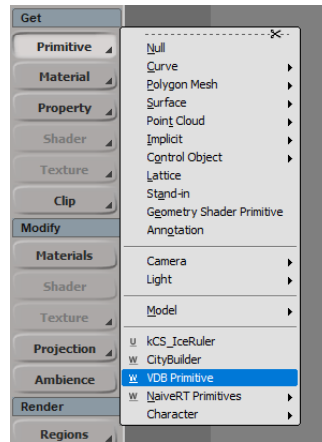 Get
Primitive
Material
Property
Shader
Texture
Clip
Modify
Materials
Shader
Texture
Projection
Ambience
Render
Regions
Null
Curve
Polygon Mesh
Surface
Point Cloud
Implicit
Control Object
Lattice
Stand-in
Geometry Shader Primitive
Annotation
Camera
Light
Model
U kCS_IceRuler
W CityBuilder
W VDB Primitive
W NaiveRT Primitives
Character